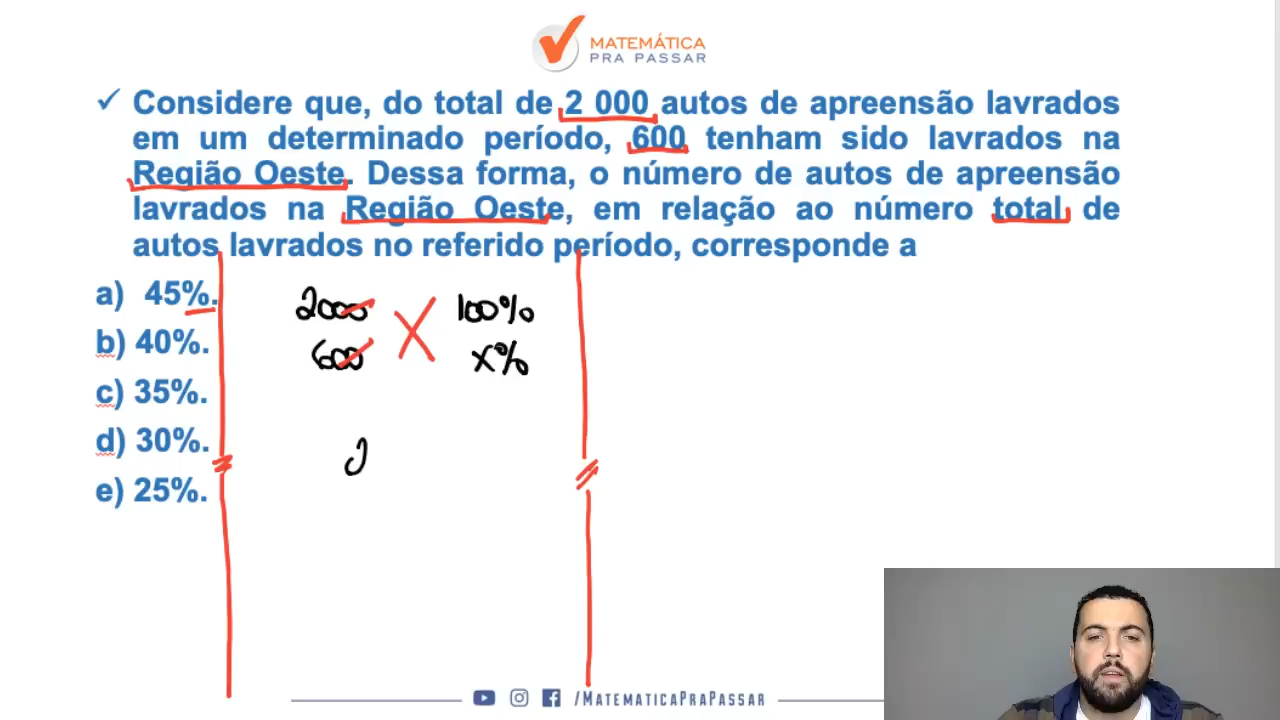 MATEMÁTICA
PRA PASSAR
✓ Considere que, do total de 2 000 autos de apreensão lavrados
em um determinado período, 600 tenham sido lavrados na
Região Oeste. Dessa forma, o número de autos de apreensão
lavrados na Região Oeste, em relação ao número total de
autos lavrados no referido período, corresponde a
a) 45%.
b) 40%.
c) 35%.
d) 30%.
e) 25%.
2000 100%
600 x%
/MATEMATICAPRAPASSAR